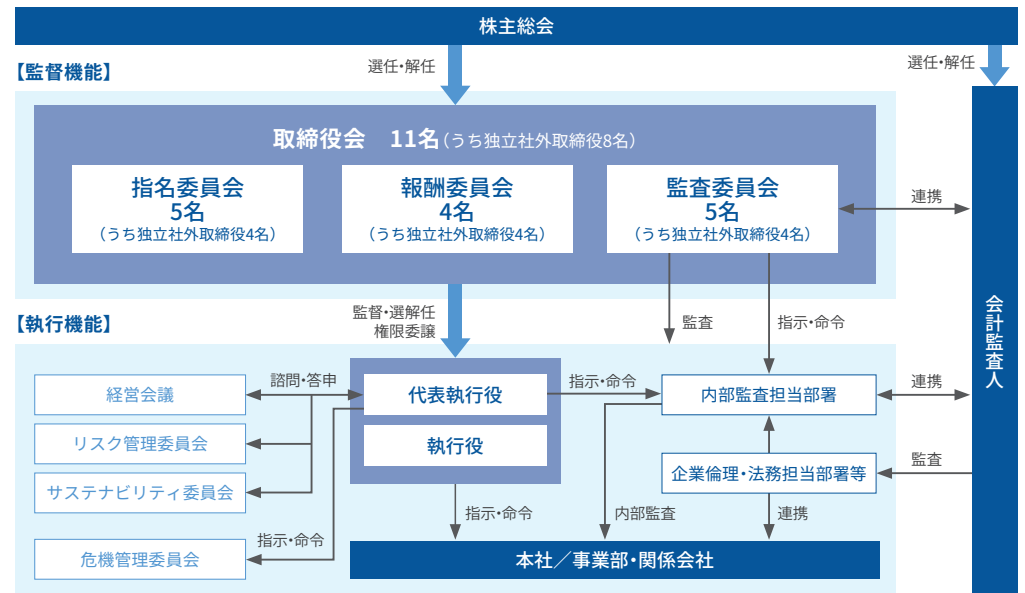 株主総会
選任・解任
選任・解任
【監督機能】
取締役会 11名(うち独立社外取締役8名)
指名委員会
5名
(うち独立社外取締役4名)
報酬委員会
4名
(うち独立社外取締役4名)
監査委員会
5名
(うち独立社外取締役4名)
連携
会計監査人
監督・選解任
権限委譲
監査
指示・命令
【執行機能】
経営会議
リスク管理委員会
サステナビリティ委員会
危機管理委員会
諮問・答申
代表執行役
執行役
指示・命令
内部監査担当部署
連携
企業倫理・法務担当部署等
監査
指示・命令
指示・命令
内部監査
連携
本社／事業部・関係会社